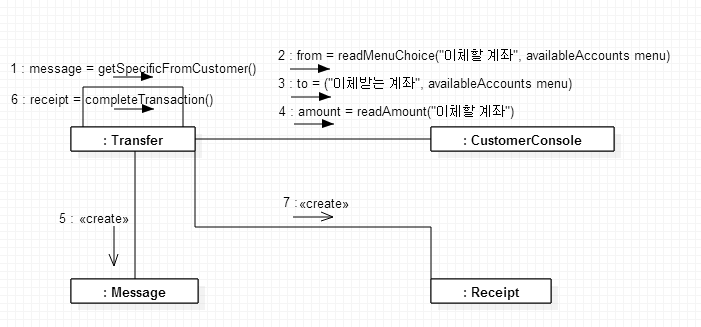 1 : message = getSpecificFromCustomer()
6 : receipt = completeTransaction()
2 : from = readMenuChoice("이체할 계좌", availableAccounts menu)
3 : to = ("이체받는 계좌", availableAccounts menu)
4 : amount = readAmount("이체할 계좌")
: Transfer
: CustomerConsole
5 : «create»
7 : «create»
: Message
: Receipt